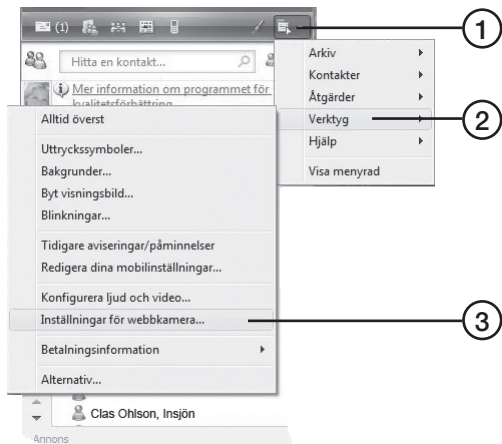 (1)
1
Hitta en kontakt...
Mer information om programmet för
kvalitetsförbättring
Arkiv
Kontakter
Åtgärder
Verktyg
2
Hjälp
Visa menyrad
Alltid överst
Uttryckssymboler...
Bakgrunder...
Byt visningsbild...
Blinkningar...
Tidigare aviseringar/påminnelser
Redigera dina mobilinställningar...
Konfigurera ljud och video...
Inställningar för webbkamera...
3
Betalningsinformation
Alternativ...
Clas Ohlson, Insjön
Annons